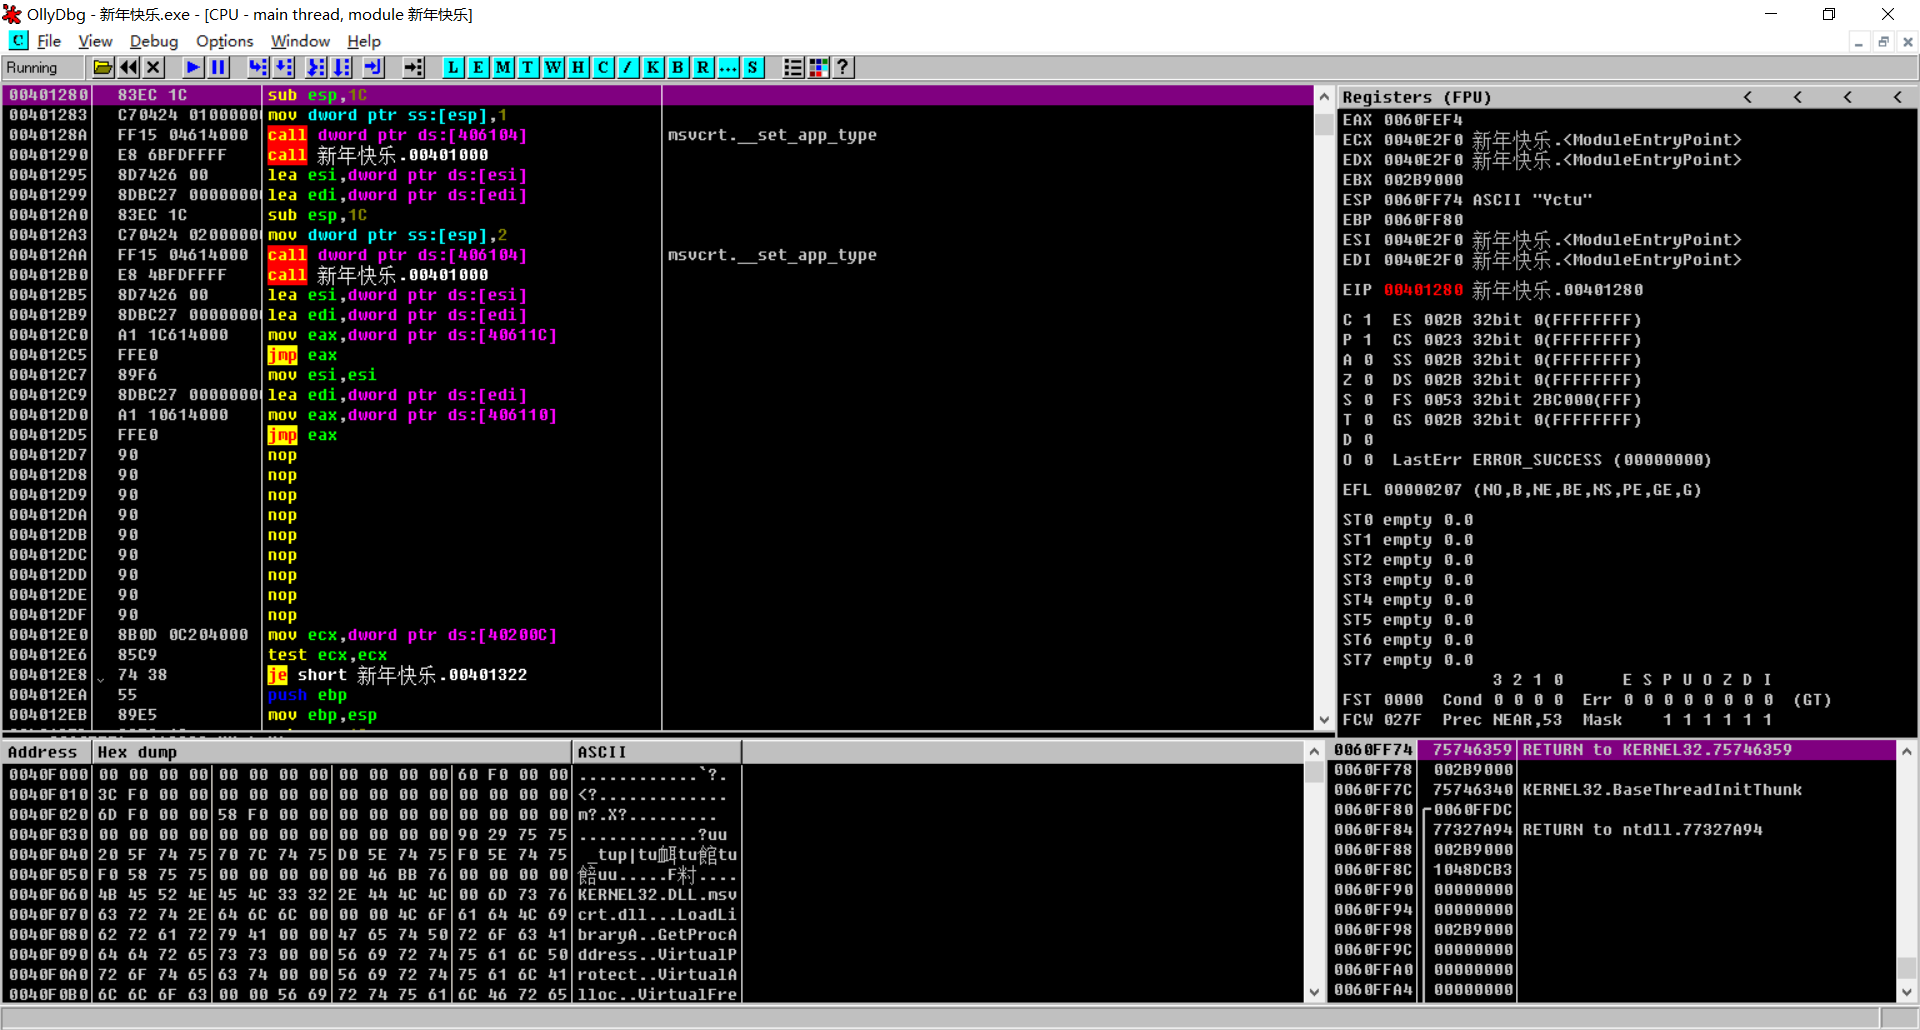 OllyDbg - 新年快乐.exe - [CPU - main thread, module 新年快乐]
C File View Debug Options Window Help
Running L E M T W H C / K B R ... S ?
00401280 83EC 1C sub esp,1C
00401283 C70424 01000000 mov dword ptr ss:[esp],1
0040128A FF15 04614000 call dword ptr ds:[406104] msvcrt.__set_app_type
00401290 E8 6BFDFFFF call 新年快乐.00401000
00401295 8D7426 00 lea esi,dword ptr ds:[esi]
00401299 8DBC27 00000000 lea edi,dword ptr ds:[edi]
004012A0 83EC 1C sub esp,1C
004012A3 C70424 02000000 mov dword ptr ss:[esp],2
004012AA FF15 04614000 call dword ptr ds:[406104] msvcrt.__set_app_type
004012B0 E8 4BFDFFFF call 新年快乐.00401000
004012B5 8D7426 00 lea esi,dword ptr ds:[esi]
004012B9 8DBC27 00000000 lea edi,dword ptr ds:[edi]
004012C0 A1 1C614000 mov eax,dword ptr ds:[40611C]
004012C5 FFE0 jmp eax
004012C7 89F6 mov esi,esi
004012C9 8DBC27 00000000 lea edi,dword ptr ds:[edi]
004012D0 A1 10614000 mov eax,dword ptr ds:[406110]
004012D5 FFE0 jmp eax
004012D7 90 nop
004012D8 90 nop
004012D9 90 nop
004012DA 90 nop
004012DB 90 nop
004012DC 90 nop
004012DD 90 nop
004012DE 90 nop
004012DF 90 nop
004012E0 8B0D 0C204000 mov ecx,dword ptr ds:[40200C]
004012E6 85C9 test ecx,ecx
004012E8 74 38 je short 新年快乐.00401322
004012EA 55 push ebp
004012EB 89E5 mov ebp,esp
Registers (FPU) < < < <
EAX 0060FEF4
ECX 0040E2F0 新年快乐.<ModuleEntryPoint>
EDX 0040E2F0 新年快乐.<ModuleEntryPoint>
EBX 002B9000
ESP 0060FF74 ASCII "Yctu"
EBP 0060FF80
ESI 0040E2F0 新年快乐.<ModuleEntryPoint>
EDI 0040E2F0 新年快乐.<ModuleEntryPoint>
EIP 00401280 新年快乐.00401280
C 1 ES 002B 32bit 0(FFFFFFFF)
P 1 CS 0023 32bit 0(FFFFFFFF)
A 0 SS 002B 32bit 0(FFFFFFFF)
Z 0 DS 002B 32bit 0(FFFFFFFF)
S 0 FS 0053 32bit 2BC000(FFF)
T 0 GS 002B 32bit 0(FFFFFFFF)
D 0
O 0 LastErr ERROR_SUCCESS (00000000)
EFL 00000207 (NO,B,NE,BE,NS,PE,GE,G)
ST0 empty 0.0
ST1 empty 0.0
ST2 empty 0.0
ST3 empty 0.0
ST4 empty 0.0
ST5 empty 0.0
ST6 empty 0.0
ST7 empty 0.0
3 2 1 0 E S P U O Z D I
FST 0000 Cond 0 0 0 0 Err 0 0 0 0 0 0 0 0 (GT)
FCW 027F Prec NEAR,53 Mask 1 1 1 1 1 1
Address Hex dump ASCII
0040F000 00 00 00 00 00 00 00 00 00 00 00 00 60 F0 00 00 ............`?.
0040F010 3C F0 00 00 00 00 00 00 00 00 00 00 00 00 00 00 <?.............
0040F020 6D F0 00 00 58 F0 00 00 00 00 00 00 00 00 00 00 m?.X?.........
0040F030 00 00 00 00 00 00 00 00 00 00 00 00 90 29 75 75 ............?uu
0040F040 20 5F 74 75 70 7C 74 75 D0 5E 74 75 F0 5E 74 75 _tup|tu衈tu餢tu
0040F050 F0 58 75 75 00 00 00 00 00 46 BB 76 00 00 00 00 餢uu.....F籿....
0040F060 4B 45 52 4E 45 4C 33 32 2E 44 4C 4C 00 6D 73 76 KERNEL32.DLL.msv
0040F070 63 72 74 2E 64 6C 6C 00 00 00 4C 6F 61 64 4C 69 crt.dll...LoadLi
0040F080 62 72 61 72 79 41 00 00 47 65 74 50 72 6F 63 41 braryA..GetProcA
0040F090 64 64 72 65 73 73 00 00 56 69 72 74 75 61 6C 50 ddress..VirtualP
0040F0A0 72 6F 74 65 63 74 00 00 56 69 72 74 75 61 6C 41 rotect..VirtualA
0040F0B0 6C 6C 6F 63 00 00 56 69 72 74 75 61 6C 46 72 65 lloc..VirtualFre
0060FF74 75746359 RETURN to KERNEL32.75746359
0060FF78 002B9000
0060FF7C 75746340 KERNEL32.BaseThreadInitThunk
0060FF80 0060FFDC
0060FF84 77327A94 RETURN to ntdll.77327A94
0060FF88 002B9000
0060FF8C 1048DCB3
0060FF90 00000000
0060FF94 00000000
0060FF98 002B9000
0060FF9C 00000000
0060FFA0 00000000
0060FFA4 00000000